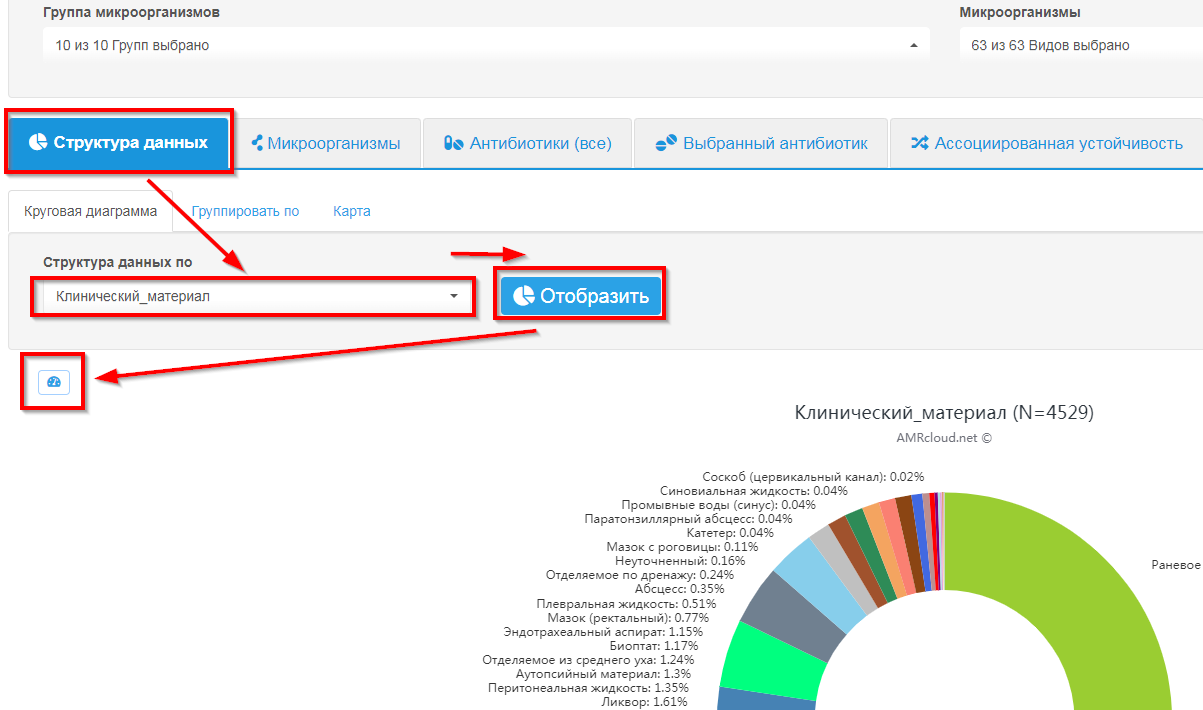 Группа микроорганизмов
Микроорганизмы
10 из 10 Групп выбрано
63 из 63 Видов выбрано
Структура данных
Микроорганизмы
Антибиотики (все)
Выбранный антибиотик
Ассоциированная устойчивость
Круговая диаграмма
Группировать по
Карта
Структура данных по
Клинический_материал
Отобразить
Клинический_материал (N=4529)
AMRcloud.net ©
Соскоб (цервикальный канал): 0.02%
Синовиальная жидкость: 0.04%
Промывные воды (синус): 0.04%
Паратонзиллярный абсцесс: 0.04%
Катетер: 0.04%
Мазок с роговицы: 0.11%
Неуточненный: 0.16%
Отделяемое по дренажу: 0.24%
Абсцесс: 0.35%
Плевральная жидкость: 0.51%
Мазок (ректальный): 0.77%
Эндотрахеальный аспират: 1.15%
Биоптат: 1.17%
Отделяемое из среднего уха: 1.24%
Аутопсийный материал: 1.3%
Перитонеальная жидкость: 1.35%
Ликвор: 1.61%
Раневое